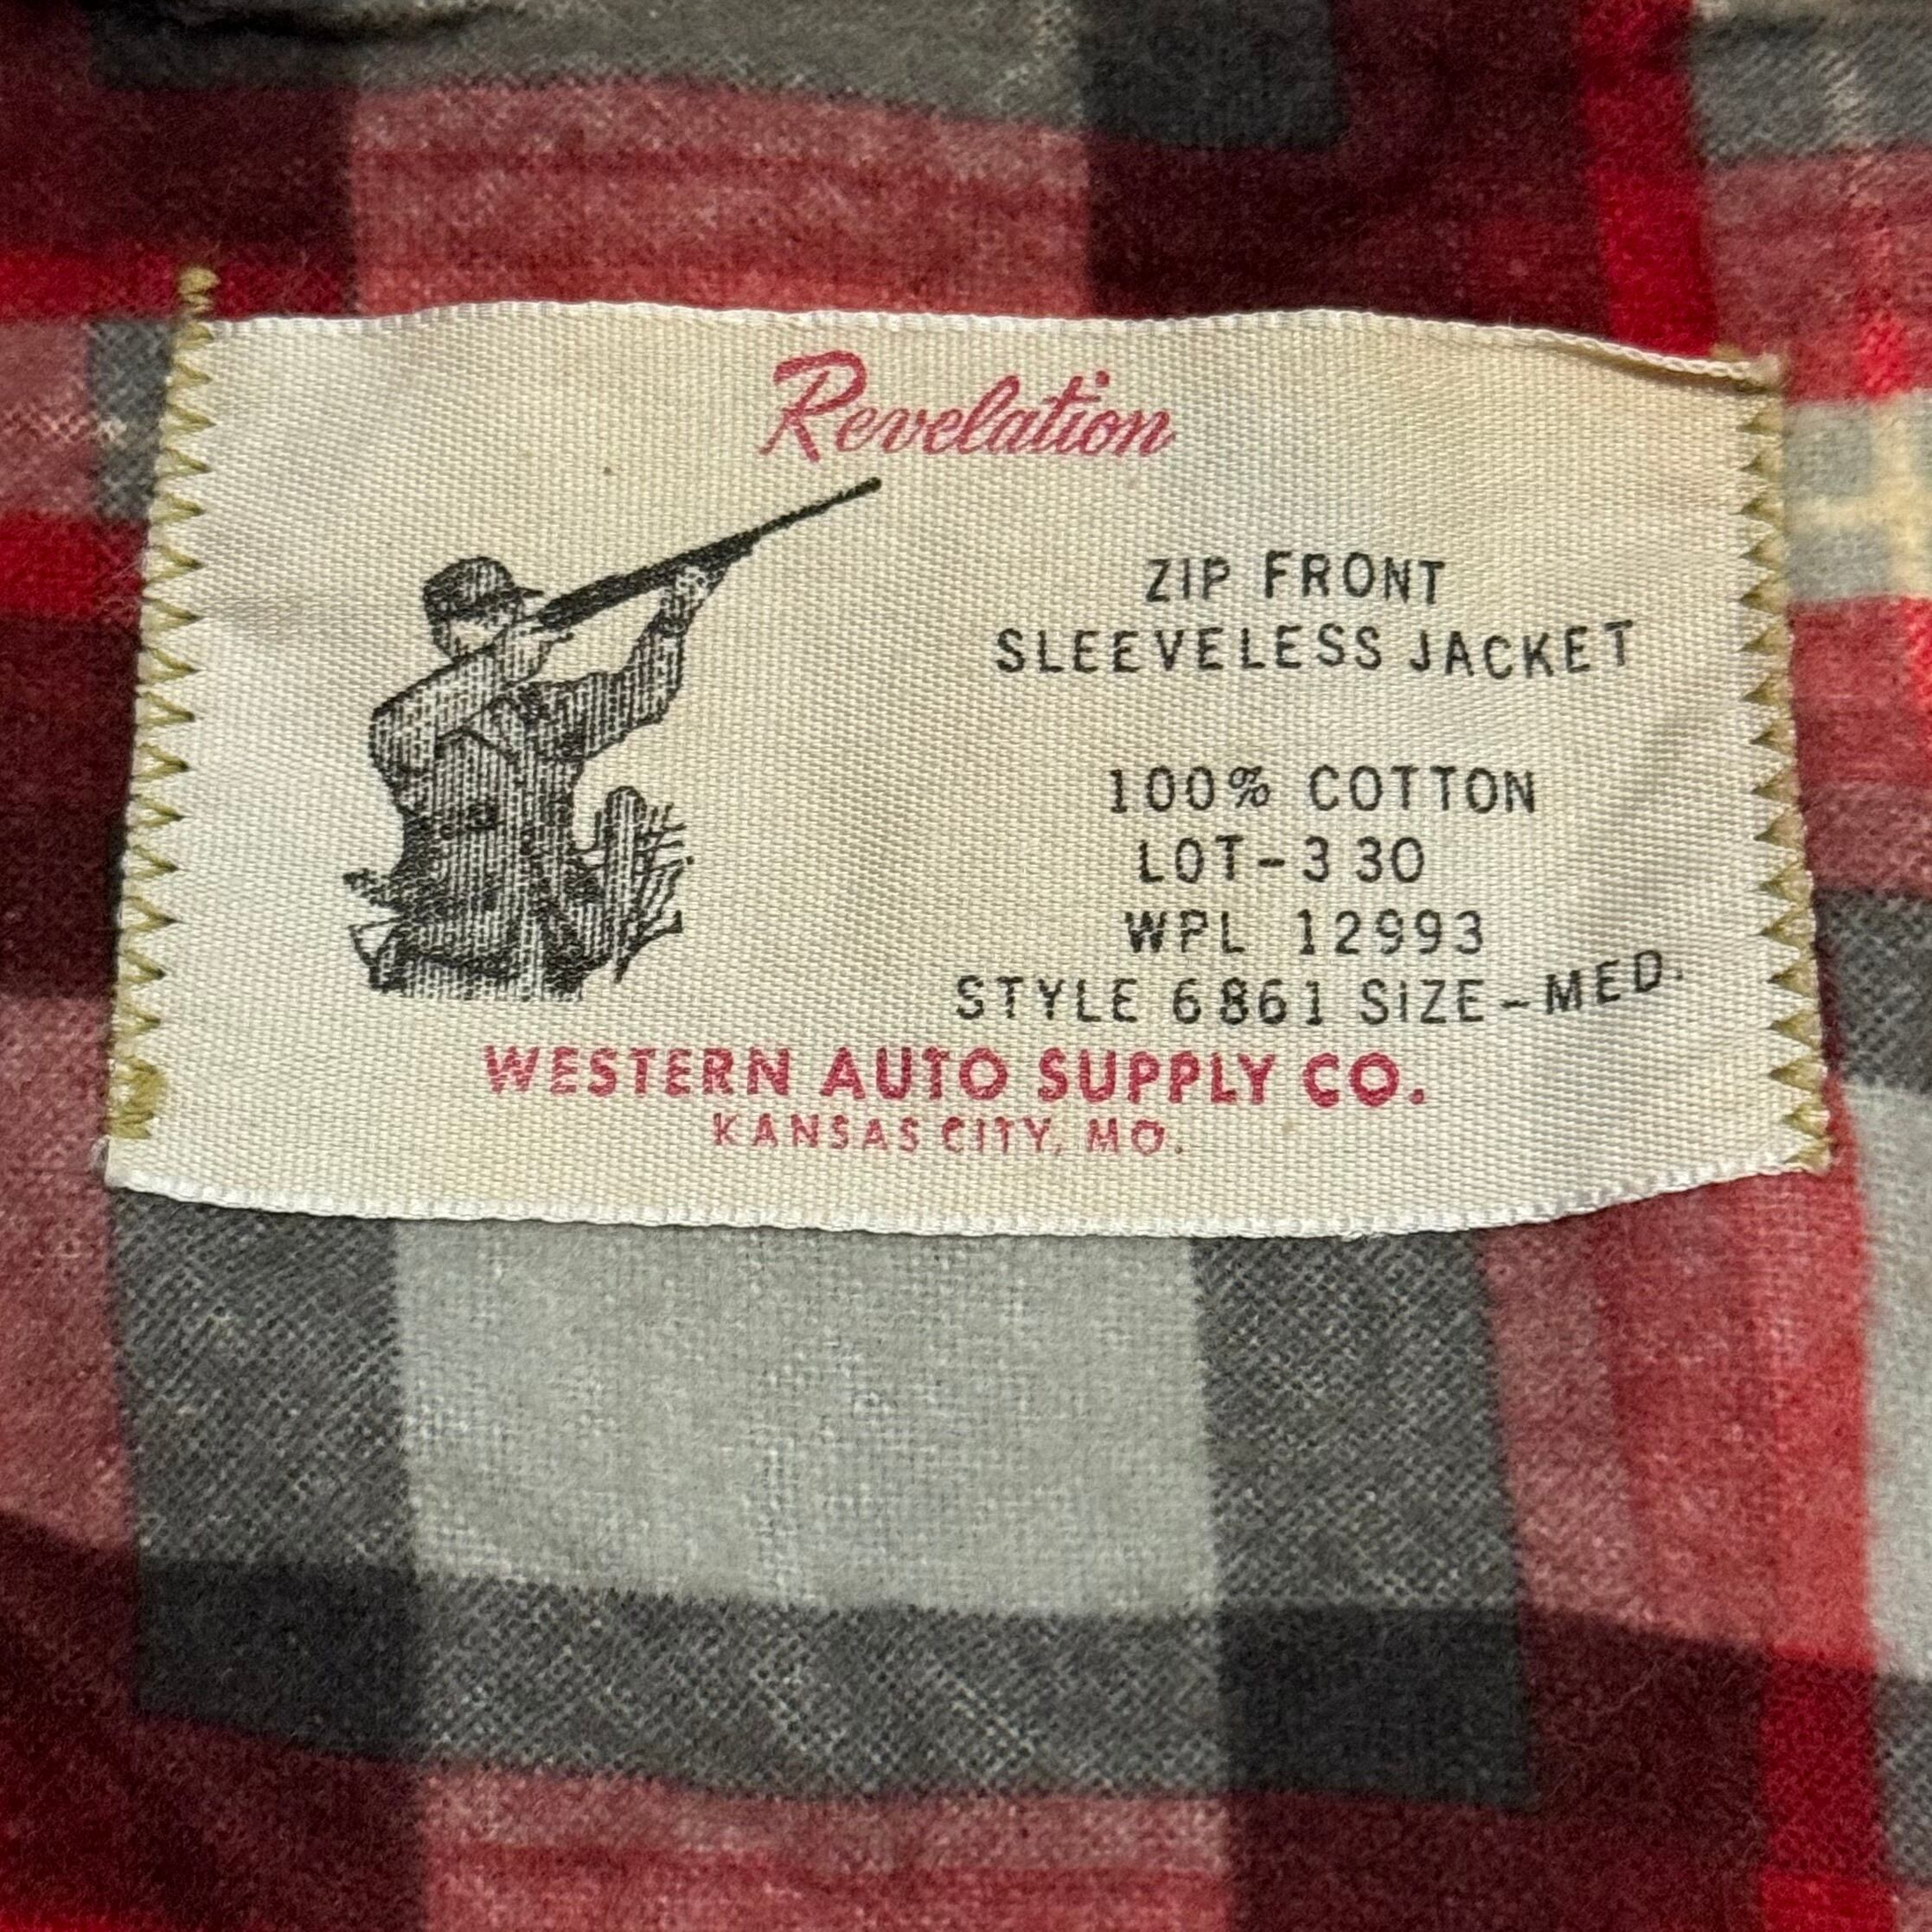 Revelation
ZIP FRONT
SLEEVELESS JACKET
100% COTTON
LOT-330
WPL 12993
STYLE 6861 SIZE-MED.
WESTERN AUTO SUPPLY CO.
KANSAS CITY, MO.